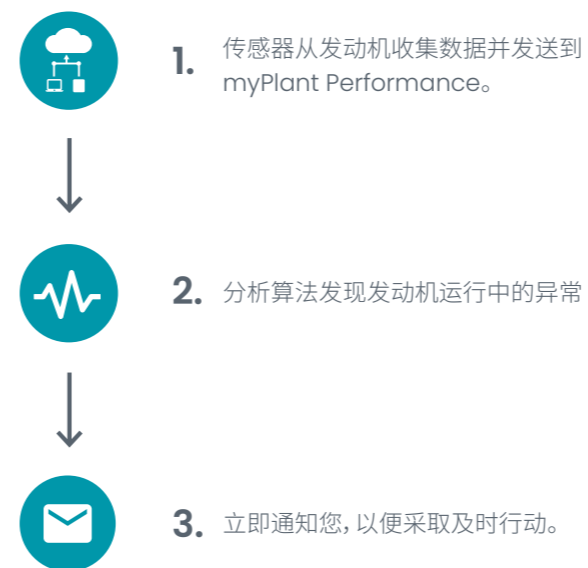 1. 传感器从发动机收集数据并发送到
myPlant Performance。
2. 分析算法发现发动机运行中的异常
3. 立即通知您，以便采取及时行动。